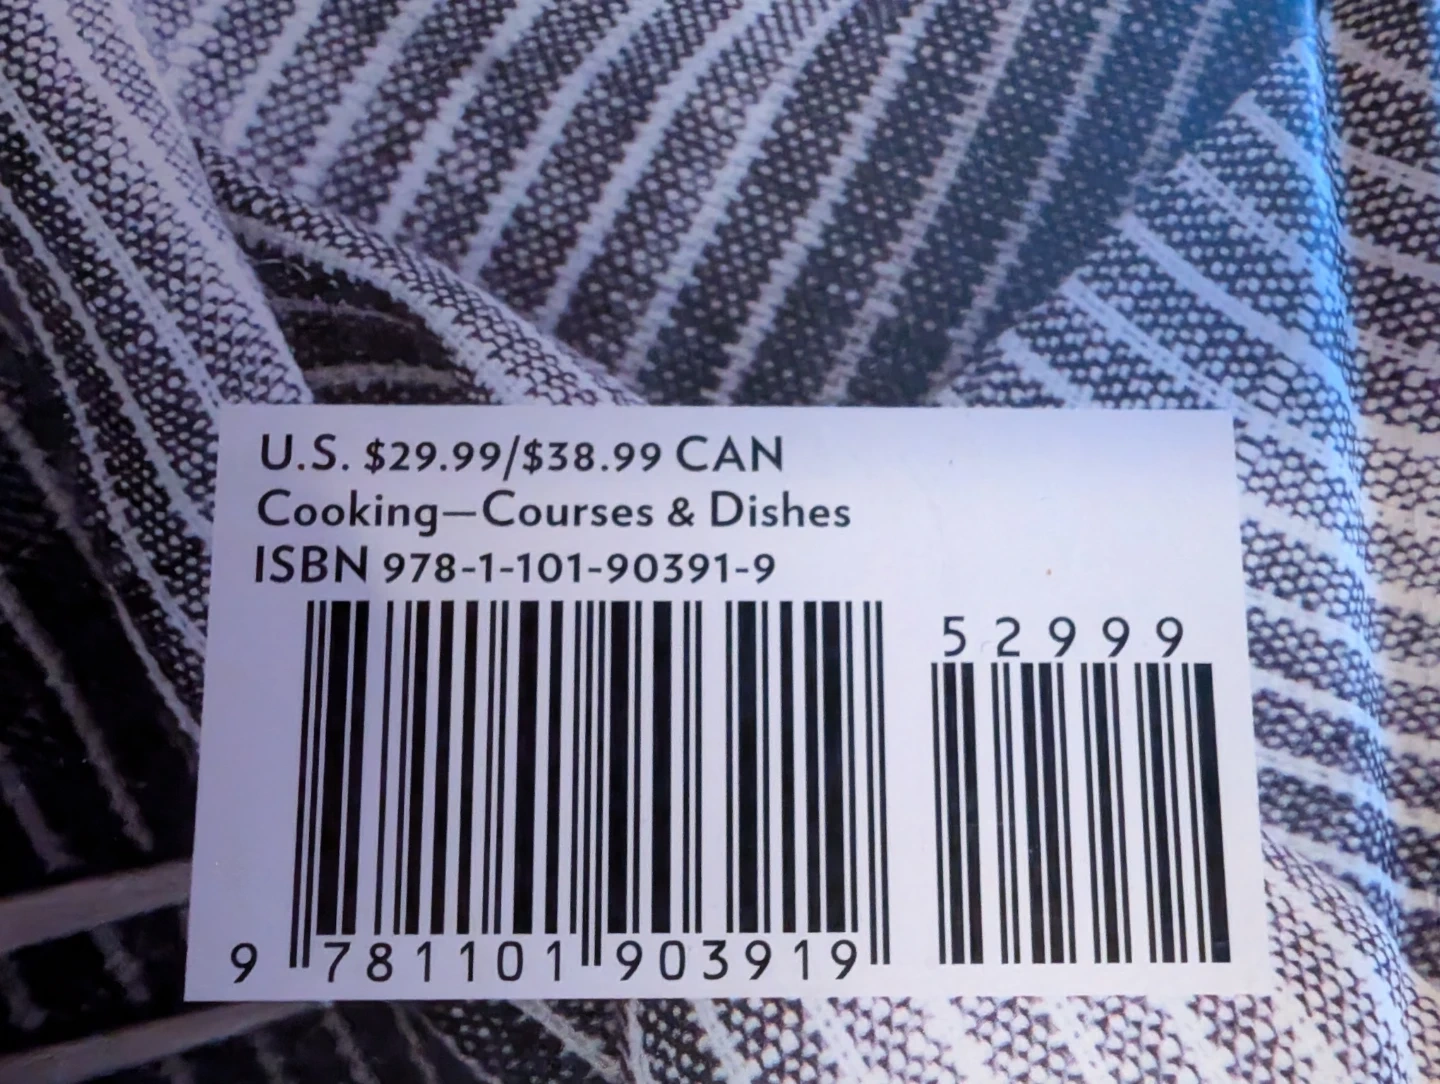 U.S. $29.99/$38.99 CAN
Cooking—Courses & Dishes
ISBN 978-1-101-90391-9
52999
9 781101 903919